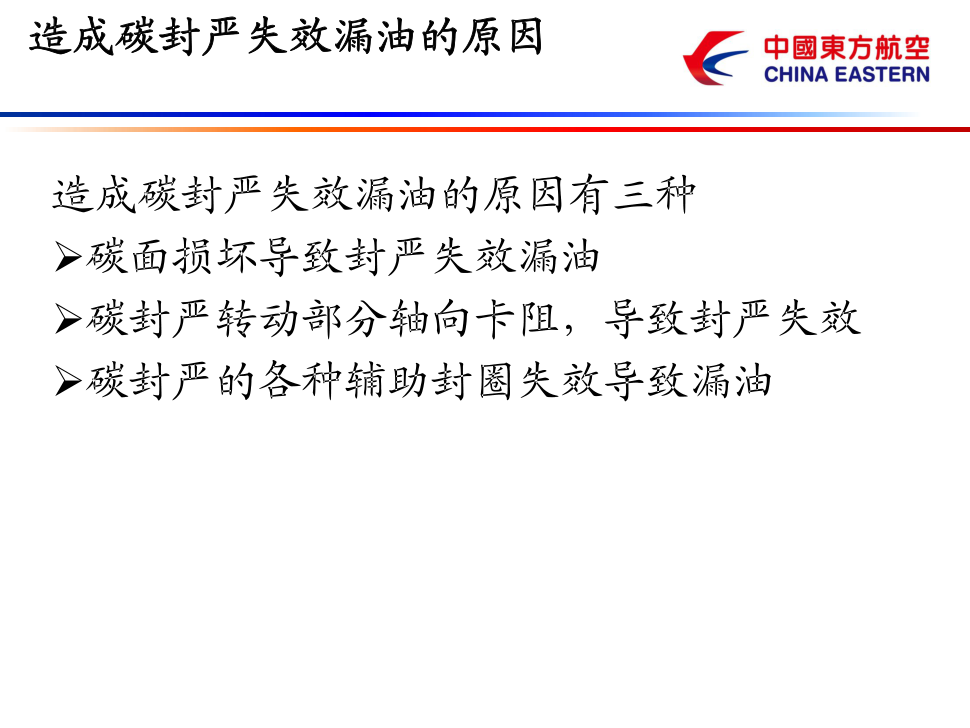 造成碳封严失效漏油的原因
中國東方航空
CHINA EASTERN
造成碳封严失效漏油的原因有三种
➢碳面损坏导致封严失效漏油
➢碳封严转动部分轴向卡阻，导致封严失效
➢碳封严的各种辅助封圈失效导致漏油